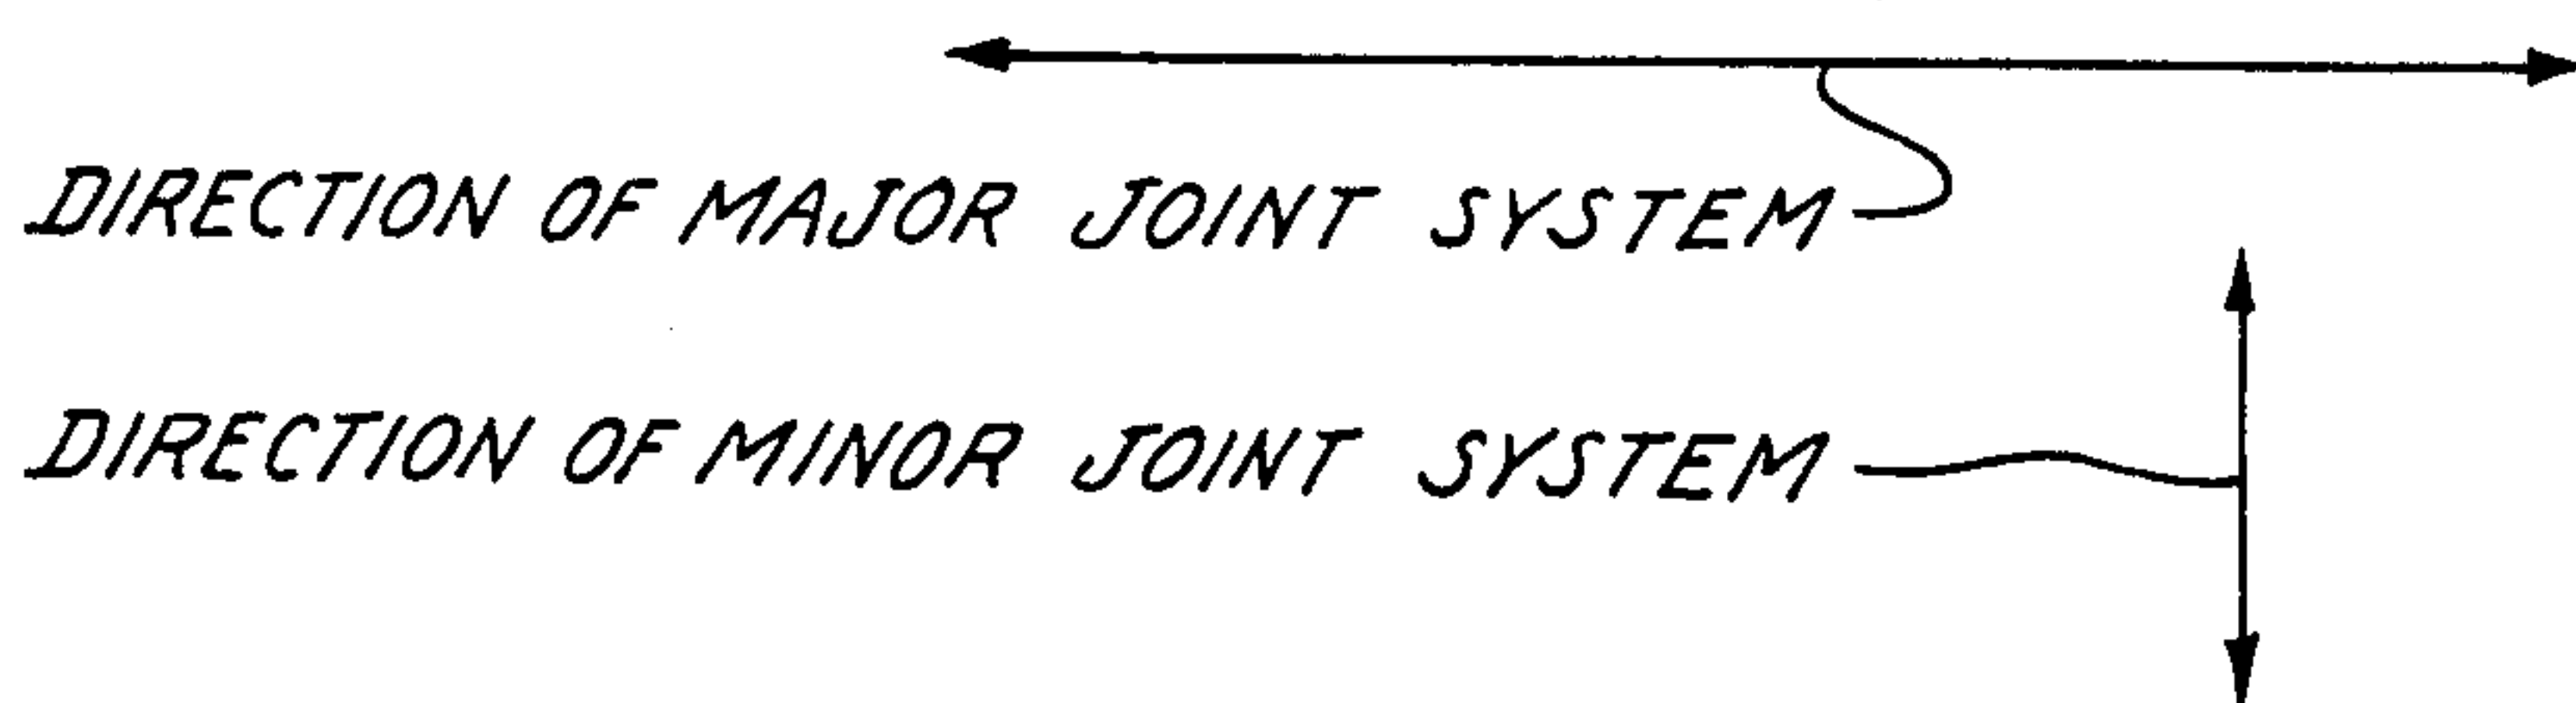 DIRECTION OF MAJOR JOINT SYSTEM
DIRECTION OF MINOR JOINT SYSTEM